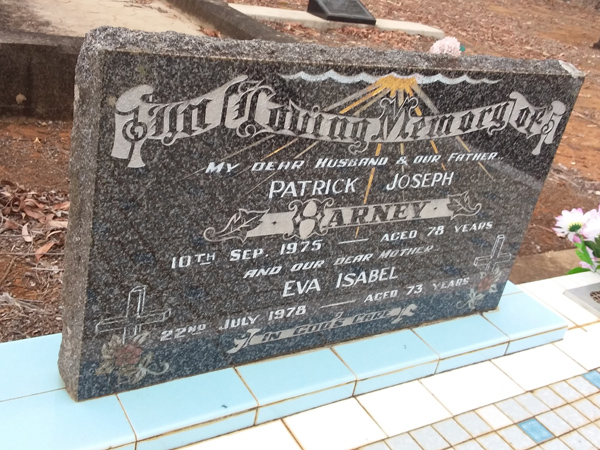 In Loving Memory of
My dear Husband & our Father.
PATRICK JOSEPH
10TH SEP. 1975 — AGED 78 YEARS
AND OUR DEAR MOTHER
EVA ISABEL
22ND JULY 1978 — AGED 73 YEARS
IN GOD'S CARE